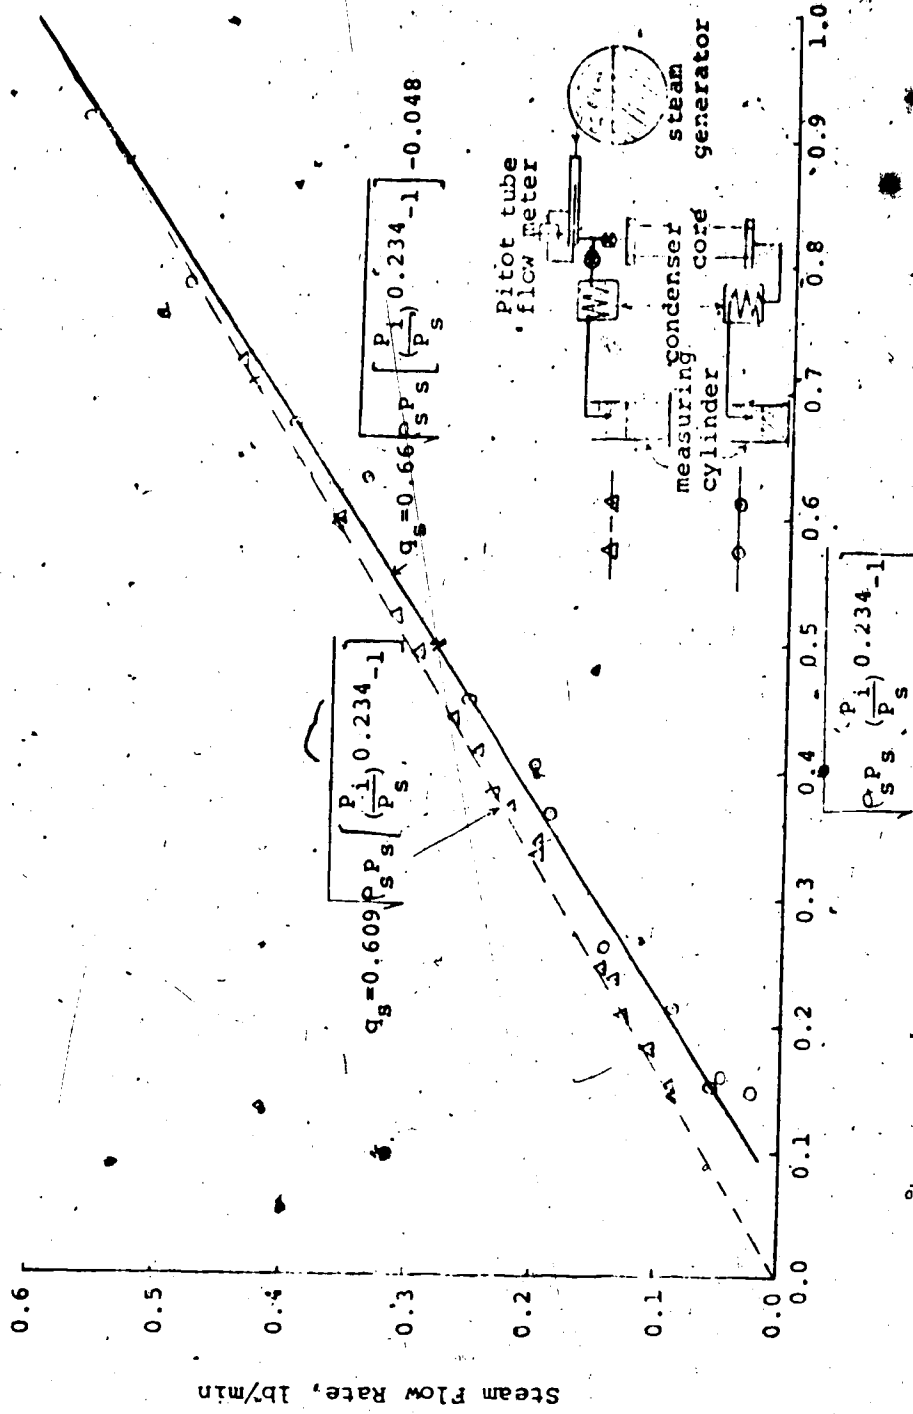 Steam Flow Rate, lb/min
0.6
0.5
0.4
0.3
0.2
0.1
0.0
0.0 0.1 0.2 0.3 0.4 0.5 0.6 0.7 0.8 0.9 1.0
√ρ_s P_s [(P_i/P_s)^0.234 -1]
q_s=0.609 √ρ_s P_s [(P_i/P_s)^0.234 -1]
q_s=0.66 √ρ_s P_s [(P_i/P_s)^0.234 -1] -0.048
Pitot tube
flow meter
steam
generator
condenser
core
measuring
cylinder